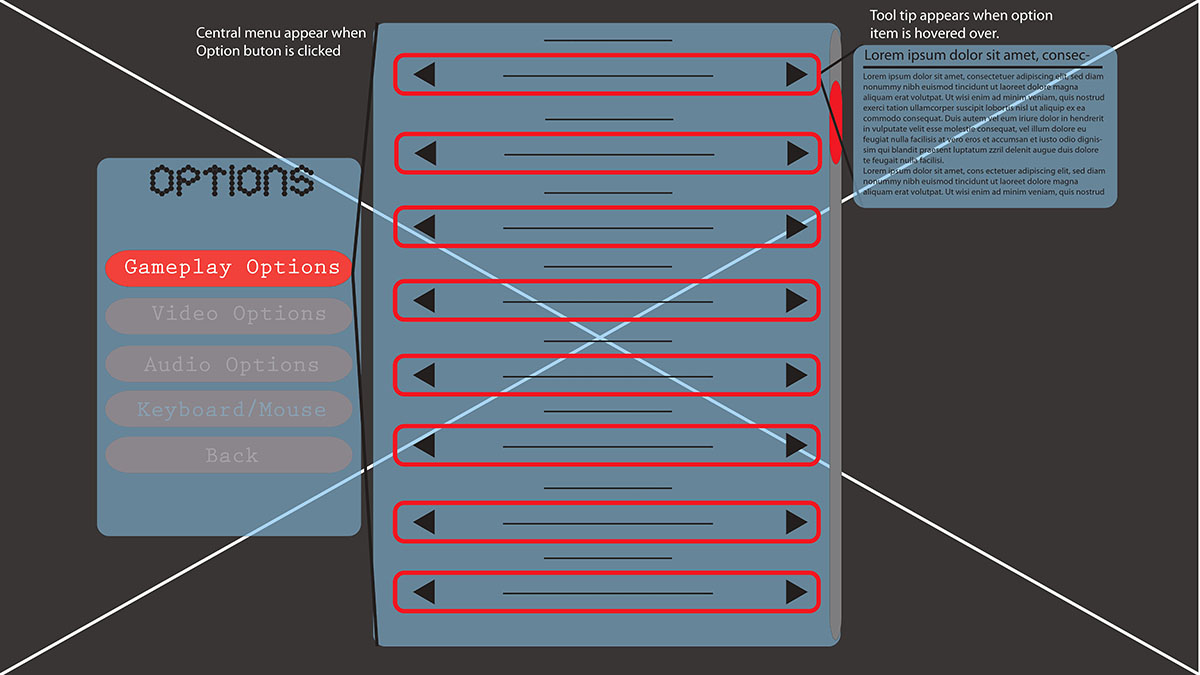 Central menu appear when
Option buton is clicked
Tool tip appears when option
item is hovered over.
OPTIONS
Gameplay Options
Video Options
Audio Options
Keyboard/Mouse
Back
Lorem ipsum dolor sit amet, consec-
Lorem ipsum dolor sit amet, consectetuer adipiscing elit, sed diam
nonummy nibh euismod tincidunt ut laoreet dolore magna
aliquam erat volutpat. Ut wisi enim ad minim veniam, quis nostrud
exerci tation ullamcorper suscipit lobortis nisl ut aliquip ex ea
commodo consequat. Duis autem vel eum iriure dolor in hendrerit
in vulputate velit esse molestie consequat, vel illum dolore eu
feugiat nulla facilisis at vero eros et accumsan et iusto odio dignis-
sim qui blandit praesent luptatum zzril delenit augue duis dolore
te feugait nulla facilisi.
Lorem ipsum dolor sit amet, cons ectetuer adipiscing elit, sed diam
nonummy nibh euismod tincidunt ut laoreet dolore magna
aliquam erat volutpat. Ut wisi enim ad minim veniam, quis nostrud